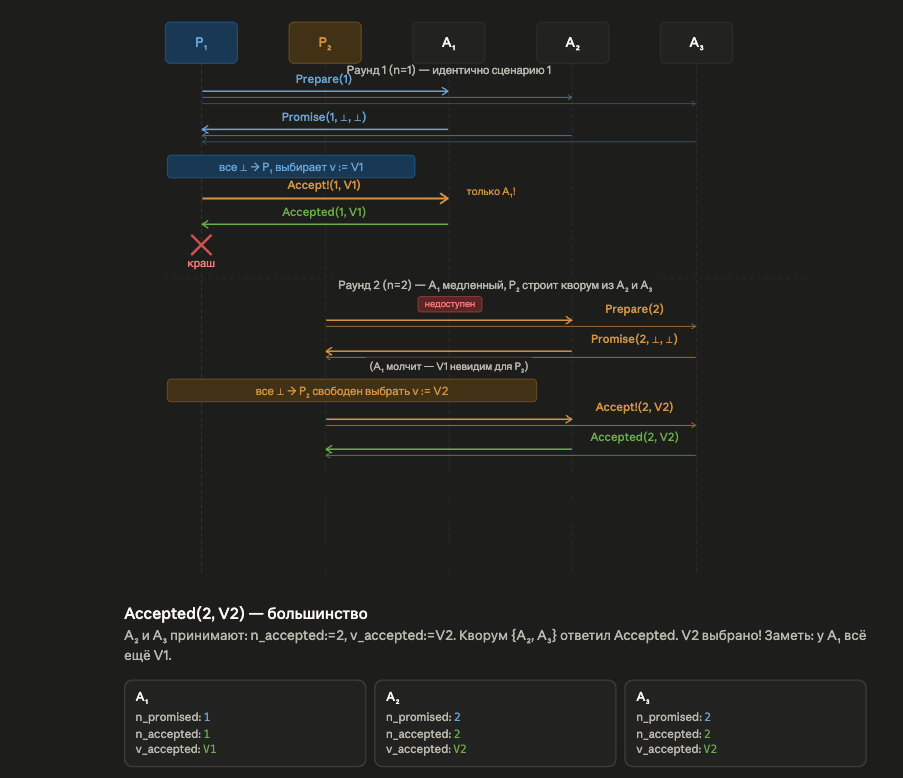 P₁ P₂ A₁ A₂ A₃
Раунд 1 (n=1) — идентично сценарию 1
Prepare(1)
Promise(1, ⊥, ⊥)
все ⊥ → P₁ выбирает v := V1
Accept!(1, V1)
только A₁!
Accepted(1, V1)
краш
Раунд 2 (n=2) — A₁ медленный, P₂ строит кворум из A₂ и A₃
недоступен
Prepare(2)
Promise(2, ⊥, ⊥)
(A₁ молчит — V1 невидим для P₂)
все ⊥ → P₂ свободен выбрать v := V2
Accept!(2, V2)
Accepted(2, V2)
Accepted(2, V2) — большинство
A₂ и A₃ принимают: n_accepted:=2, v_accepted:=V2. Кворум {A₂, A₃} ответил Accepted. V2 выбрано! Заметь: у A₁ всё
ещё V1.
A₁
n_promised: 1
n_accepted: 1
v_accepted: V1
A₂
n_promised: 2
n_accepted: 2
v_accepted: V2
A₃
n_promised: 2
n_accepted: 2
v_accepted: V2